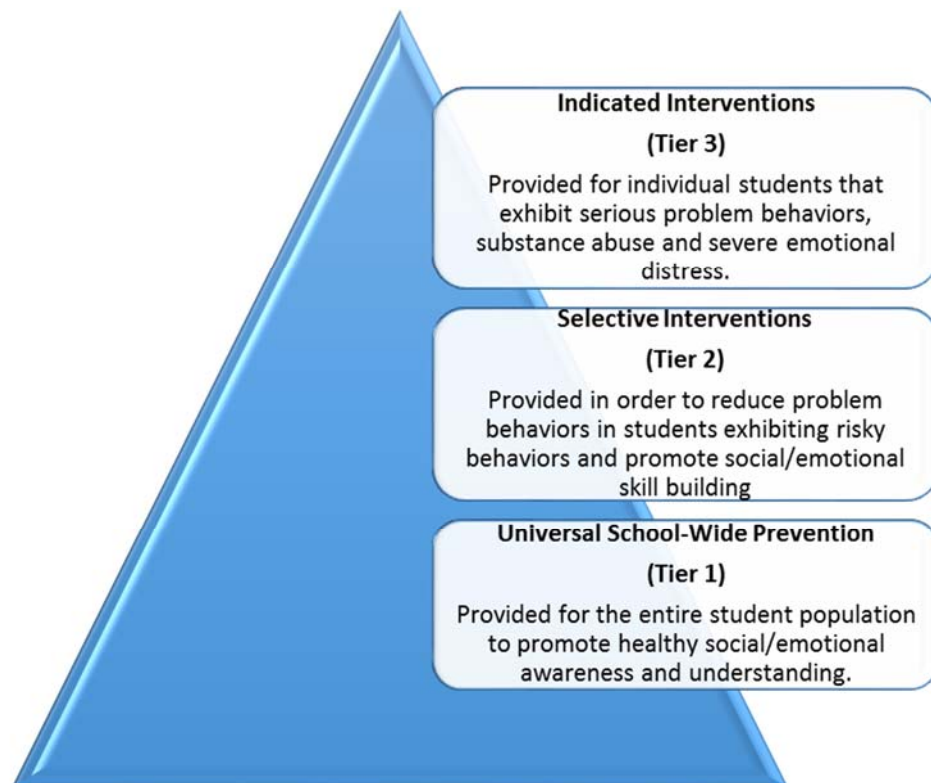 Indicated Interventions
(Tier 3)
Provided for individual students that
exhibit serious problem behaviors,
substance abuse and severe emotional
distress.
Selective Interventions
(Tier 2)
Provided in order to reduce problem
behaviors in students exhibiting risky
behaviors and promote social/emotional
skill building
Universal School-Wide Prevention
(Tier 1)
Provided for the entire student population
to promote healthy social/emotional
awareness and understanding.